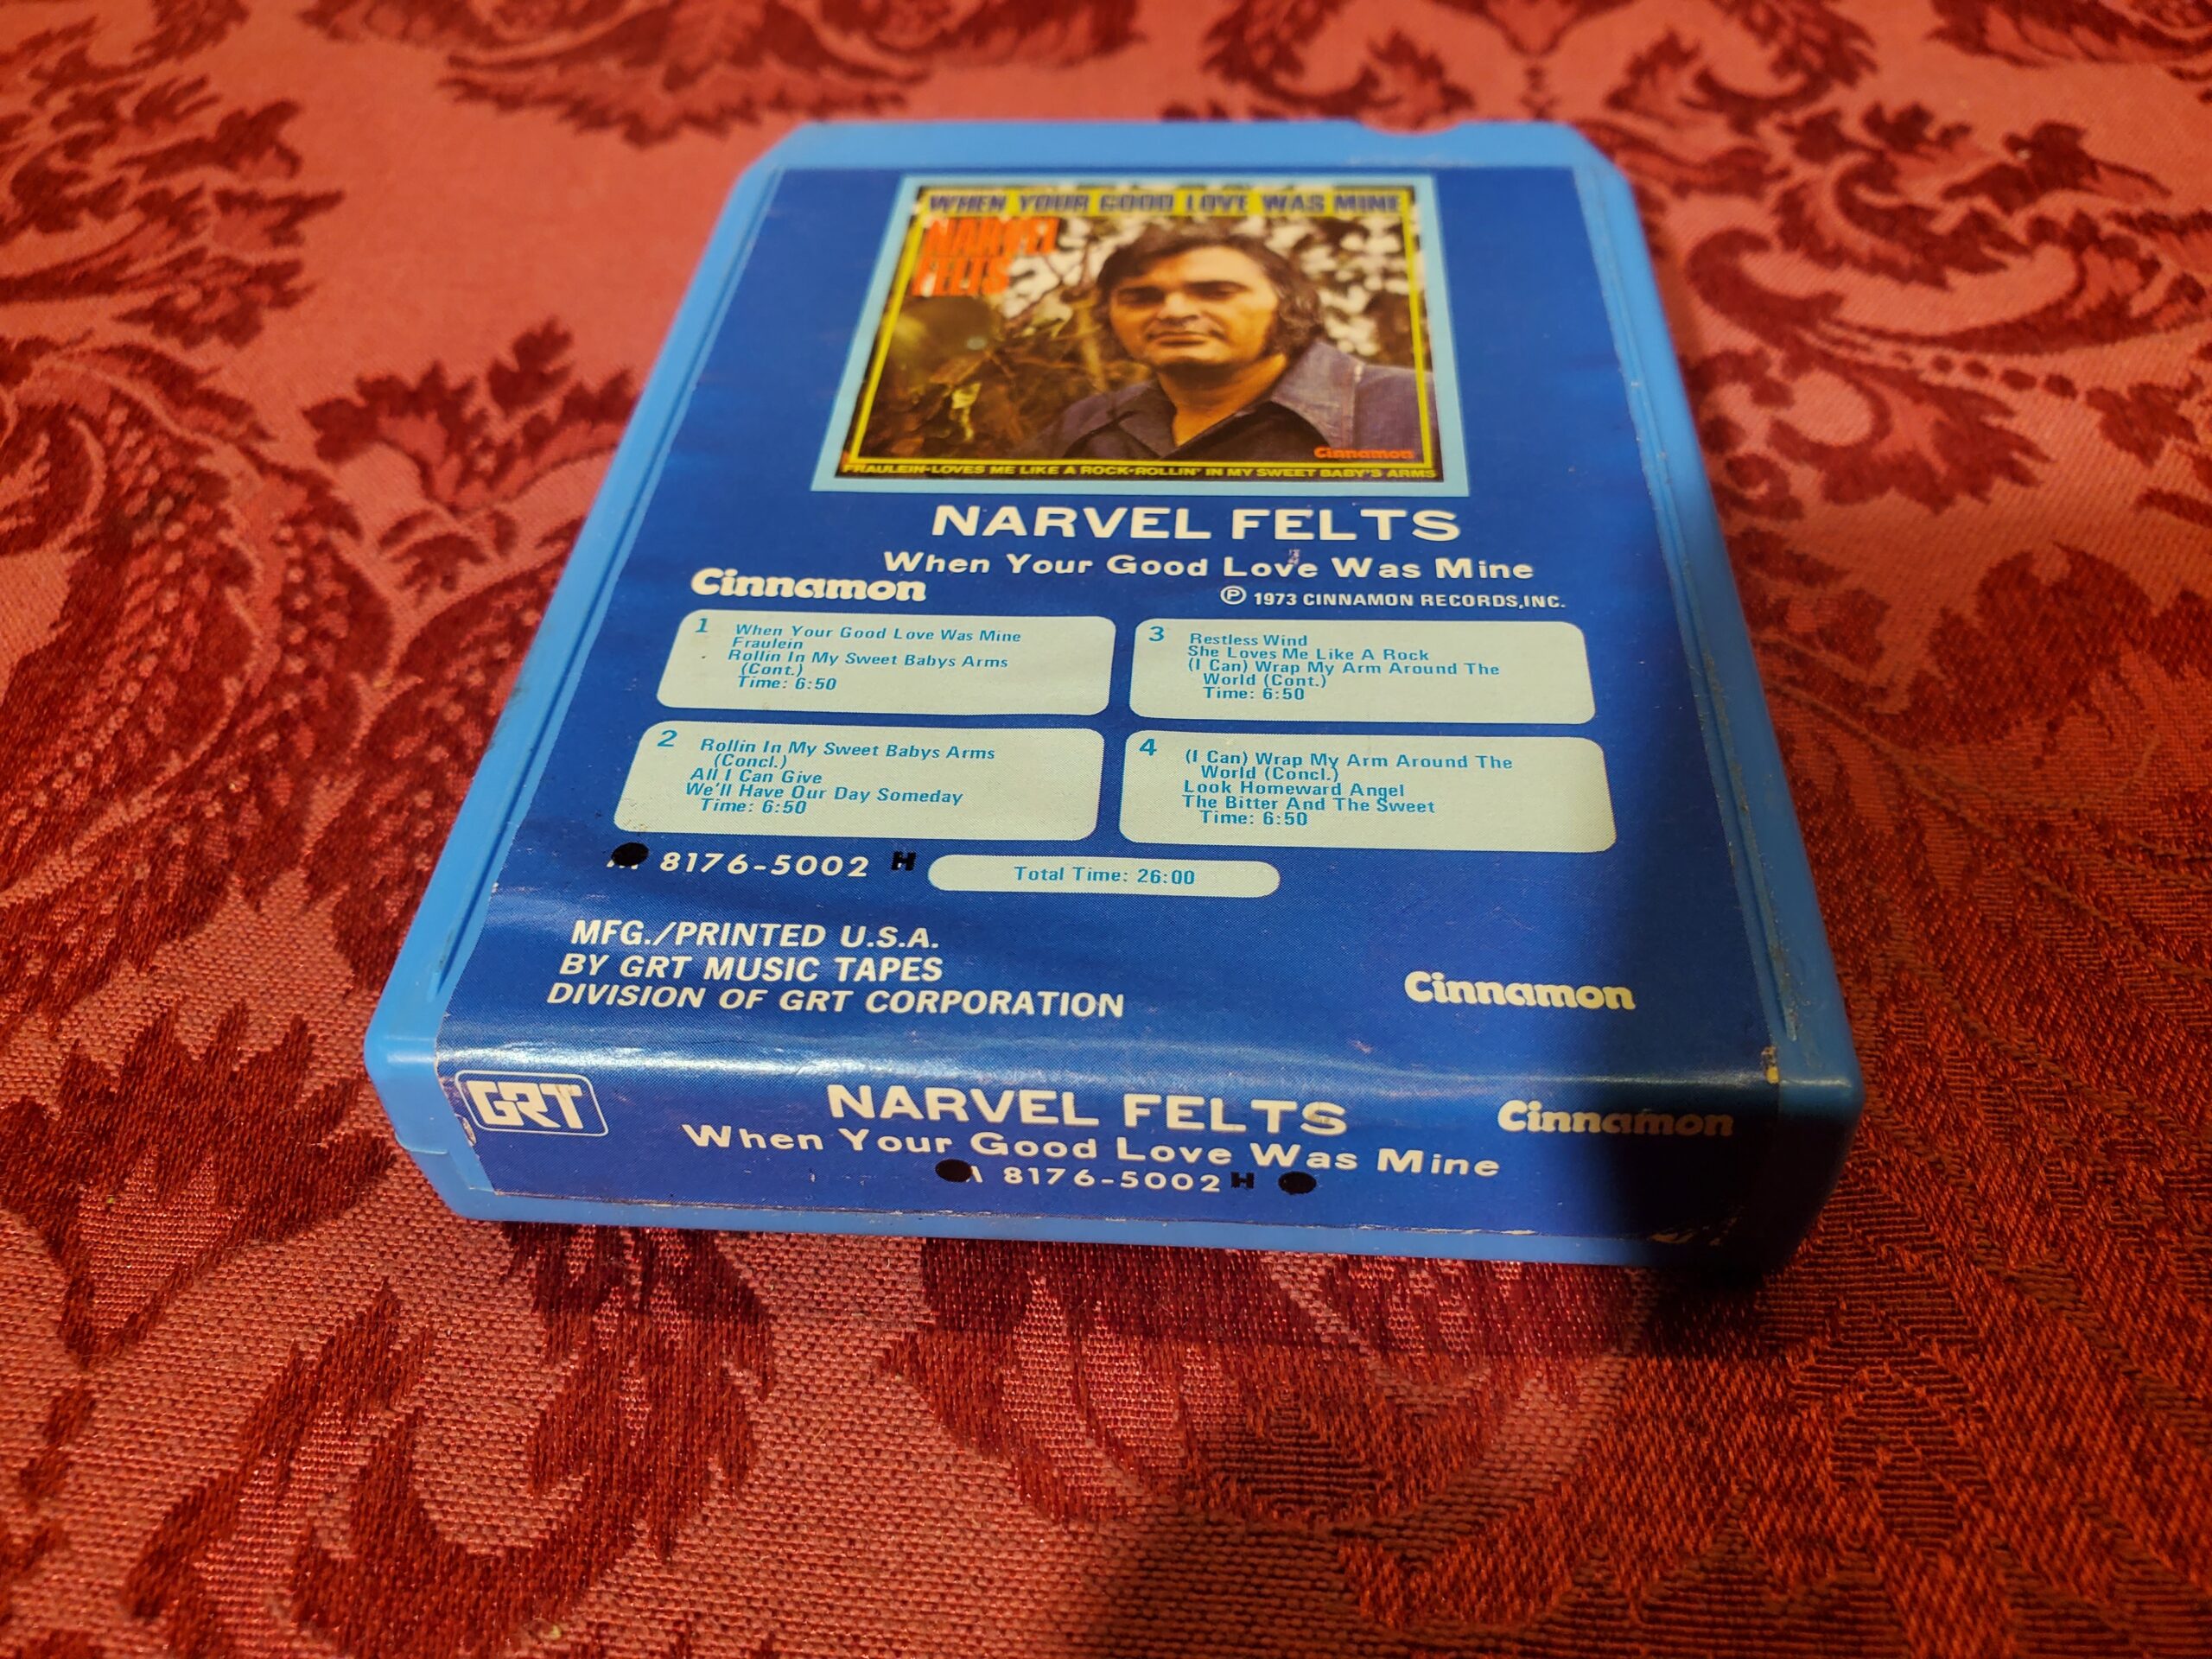 WHEN YOUR GOOD LOVE WAS MINE
NARVEL
FELTS
Cinnamon
FRAULEIN-LOVES ME LIKE A ROCK-ROLLIN' IN MY SWEET BABY'S ARMS
NARVEL FELTS
When Your Good Love Was Mine
Cinnamon
℗ 1973 CINNAMON RECORDS,INC.
1 When Your Good Love Was Mine
Fraulein
Rollin In My Sweet Babys Arms
(Cont.)
Time: 6:50
2 Rollin In My Sweet Babys Arms
(Concl.)
All I Can Give
We'll Have Our Day Someday
Time: 6:50
3 Restless Wind
She Loves Me Like A Rock
(I Can) Wrap My Arm Around The
World (Cont.)
Time: 6:50
4 (I Can) Wrap My Arm Around The
World (Concl.)
Look Homeward Angel
The Bitter And The Sweet
Time: 6:50
8176-5002 H
Total Time: 26:00
MFG./PRINTED U.S.A.
BY GRT MUSIC TAPES
DIVISION OF GRT CORPORATION
Cinnamon
GRT
NARVEL FELTS
When Your Good Love Was Mine
Cinnamon
8176-5002 H